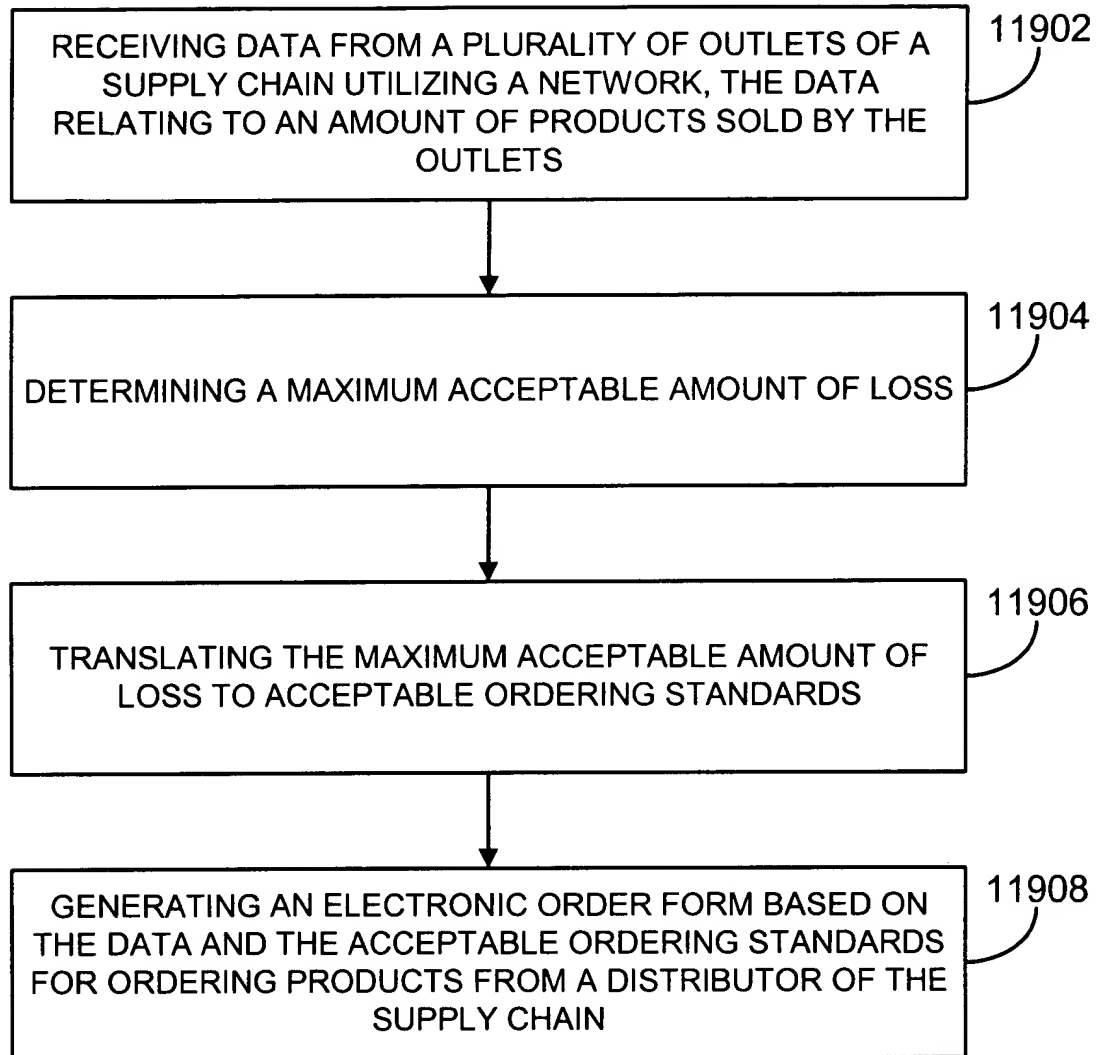 RECEIVING DATA FROM A PLURALITY OF OUTLETS OF A
SUPPLY CHAIN UTILIZING A NETWORK, THE DATA
RELATING TO AN AMOUNT OF PRODUCTS SOLD BY THE
OUTLETS
11902
DETERMINING A MAXIMUM ACCEPTABLE AMOUNT OF LOSS
11904
TRANSLATING THE MAXIMUM ACCEPTABLE AMOUNT OF
LOSS TO ACCEPTABLE ORDERING STANDARDS
11906
GENERATING AN ELECTRONIC ORDER FORM BASED ON
THE DATA AND THE ACCEPTABLE ORDERING STANDARDS
FOR ORDERING PRODUCTS FROM A DISTRIBUTOR OF THE
SUPPLY CHAIN
11908